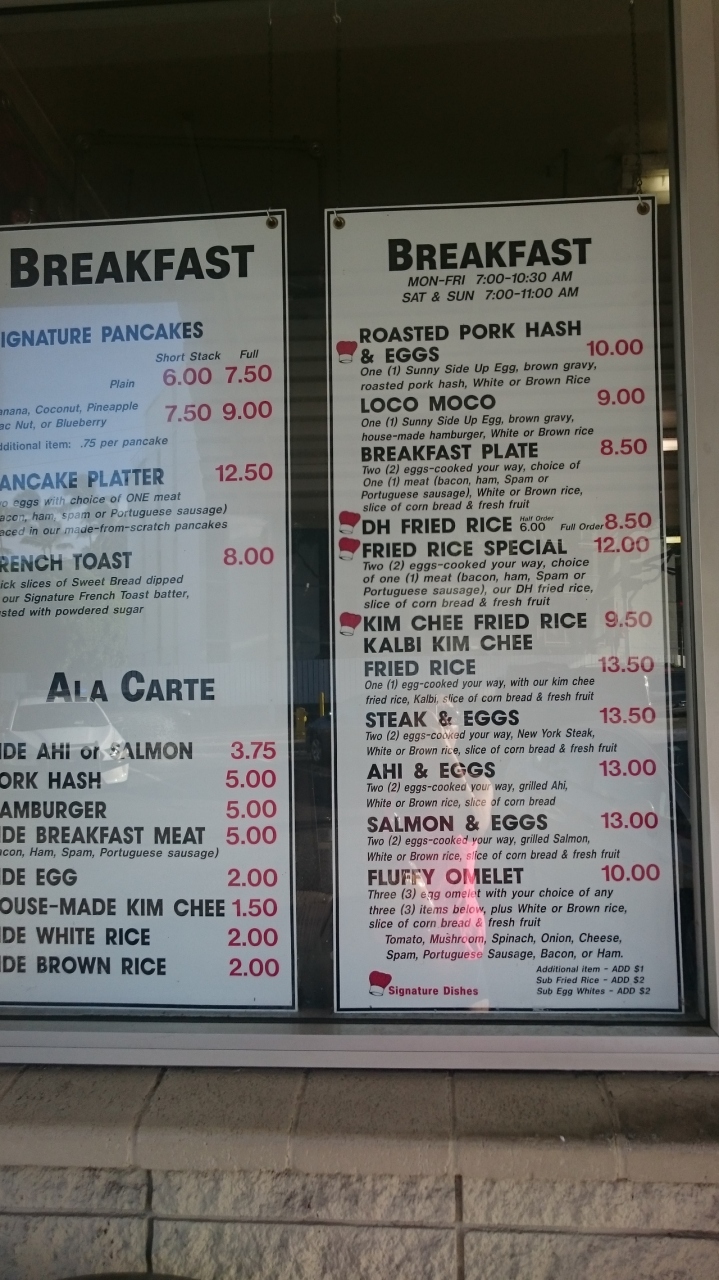 BREAKFAST
IGNATURE PANCAKES
Short Stack Full
Plain 6.00 7.50
anana, Coconut, Pineapple 7.50 9.00
ac Nut, or Blueberry
dditional item: .75 per pancake
ANCAKE PLATTER 12.50
o eggs with choice of ONE meat
acon, ham, spam or Portuguese sausage)
aced in our made-from-scratch pancakes
RENCH TOAST 8.00
ick slices of Sweet Bread dipped
our Signature French Toast batter,
sted with powdered sugar
ALA CARTE
IDE AHI or SALMON 3.75
ORK HASH 5.00
AMBURGER 5.00
IDE BREAKFAST MEAT 5.00
con, Ham, Spam, Portuguese sausage)
IDE EGG 2.00
OUSE-MADE KIM CHEE 1.50
IDE WHITE RICE 2.00
IDE BROWN RICE 2.00
BREAKFAST
MON-FRI 7:00-10:30 AM
SAT & SUN 7:00-11:00 AM
ROASTED PORK HASH
& EGGS 10.00
One (1) Sunny Side Up Egg, brown gravy,
roasted pork hash, White or Brown Rice
LOCO MOCO 9.00
One (1) Sunny Side Up Egg, brown gravy,
house-made hamburger, White or Brown rice
BREAKFAST PLATE 8.50
Two (2) eggs-cooked your way, choice of
One (1) meat (bacon, ham, Spam or
Portuguese sausage), White or Brown rice,
slice of corn bread & fresh fruit
DH FRIED RICE Half Order 6.00 Full Order 8.50
FRIED RICE SPECIAL 12.00
Two (2) eggs-cooked your way, choice
of one (1) meat (bacon, ham, Spam or
Portuguese sausage), our DH fried rice,
slice of corn bread & fresh fruit
KIM CHEE FRIED RICE 9.50
KALBI KIM CHEE
FRIED RICE 13.50
One (1) egg-cooked your way, with our kim chee
fried rice, Kalbi, slice of corn bread & fresh fruit
STEAK & EGGS 13.50
Two (2) eggs-cooked your way, New York Steak,
White or Brown rice, slice of corn bread & fresh fruit
AHI & EGGS 13.00
Two (2) eggs-cooked your way, grilled Ahi,
White or Brown rice, slice of corn bread
SALMON & EGGS 13.00
Two (2) eggs-cooked your way, grilled Salmon,
White or Brown rice, slice of corn bread & fresh fruit
FLUFFY OMELET 10.00
Three (3) egg omelet with your choice of any
three (3) items below, plus White or Brown rice,
slice of corn bread & fresh fruit
Tomato, Mushroom, Spinach, Onion, Cheese,
Spam, Portuguese Sausage, Bacon, or Ham.
Additional item - ADD $1
Sub Fried Rice - ADD $2
Signature Dishes Sub Egg Whites - ADD $2